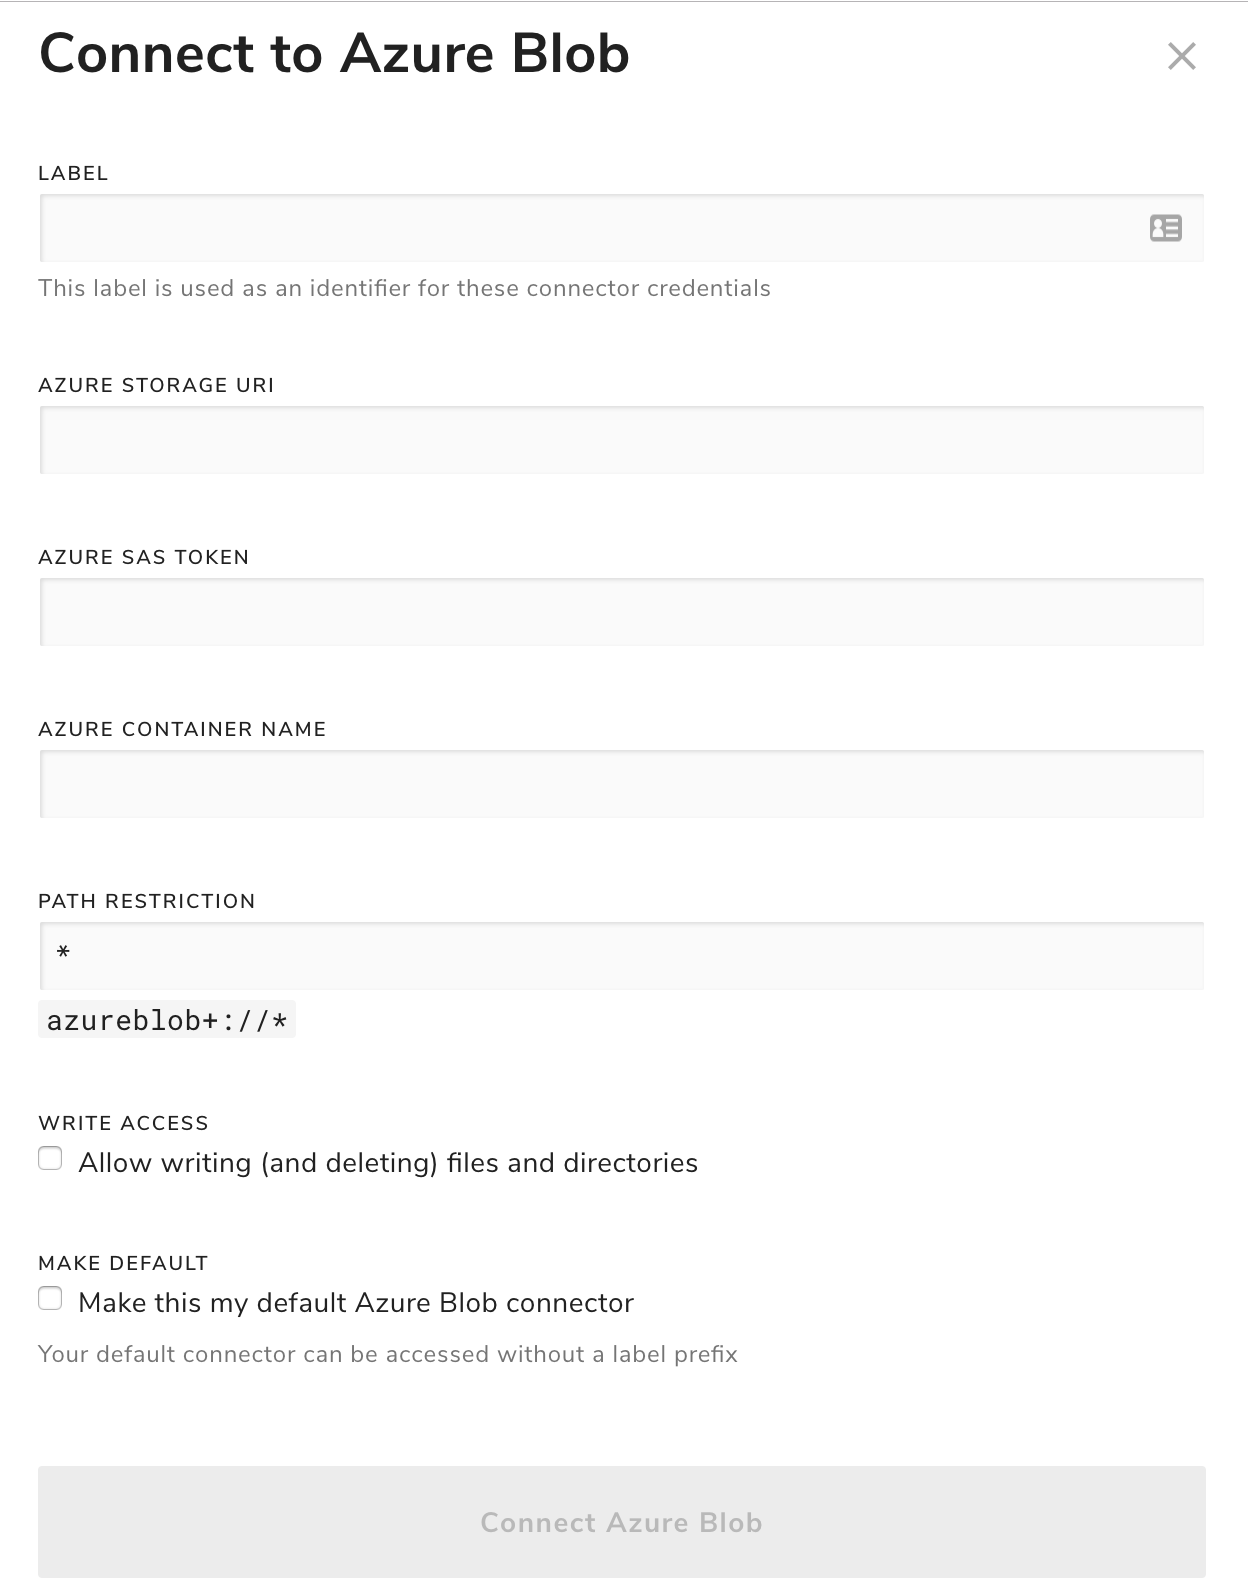 Connect to Azure Blob
LABEL
This label is used as an identifier for these connector credentials
AZURE STORAGE URI
AZURE SAS TOKEN
AZURE CONTAINER NAME
PATH RESTRICTION
*
azureblob+://*
WRITE ACCESS
Allow writing (and deleting) files and directories
MAKE DEFAULT
Make this my default Azure Blob connector
Your default connector can be accessed without a label prefix
Connect Azure Blob